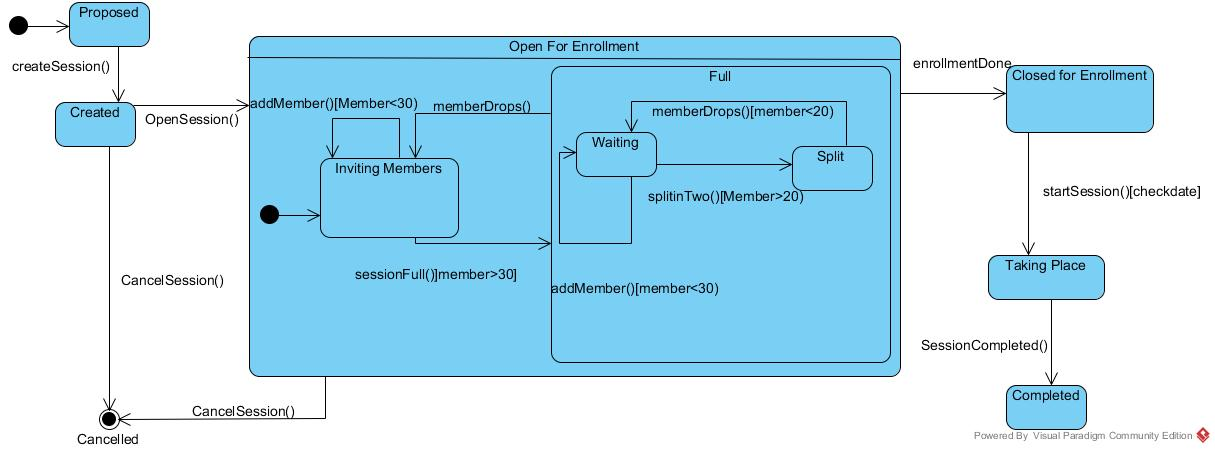 Proposed
createSession()
Created
OpenSession()
CancelSession()
Cancelled
CancelSession()
Open For Enrollment
addMember()[Member<30)
memberDrops()
Inviting Members
sessionFull()]member>30]
Full
memberDrops()[member<20)
Waiting
Split
splitinTwo()[Member>20)
addMember()[member<30)
enrollmentDone
Closed for Enrollment
startSession()[checkdate]
Taking Place
SessionCompleted()
Completed
Powered By Visual Paradigm Community Edition